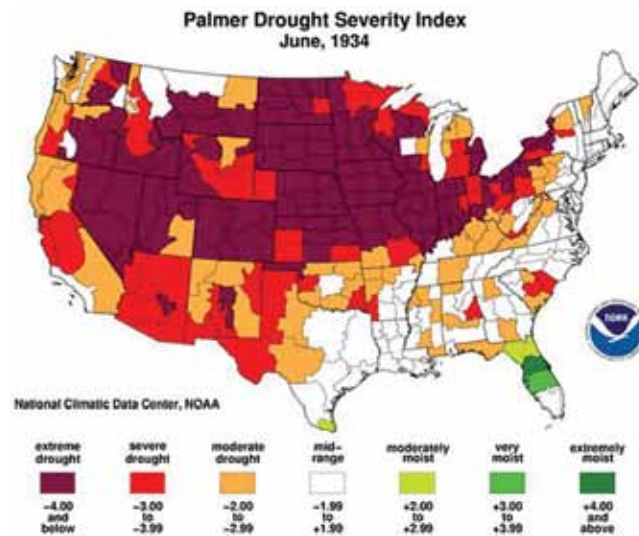 Palmer Drought Severity Index
June, 1934
National Climatic Data Center, NOAA
extreme drought
severe drought
moderate drought
mid-range
moderately moist
very moist
extremely moist
-4.00 and below
-3.00 to -3.99
-2.00 to -2.99
-1.99 to +1.99
+2.00 to +2.99
+3.00 to +3.99
+4.00 and above